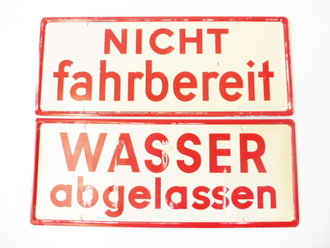 NICHT
fahrbereit
WASSER
abgelassen